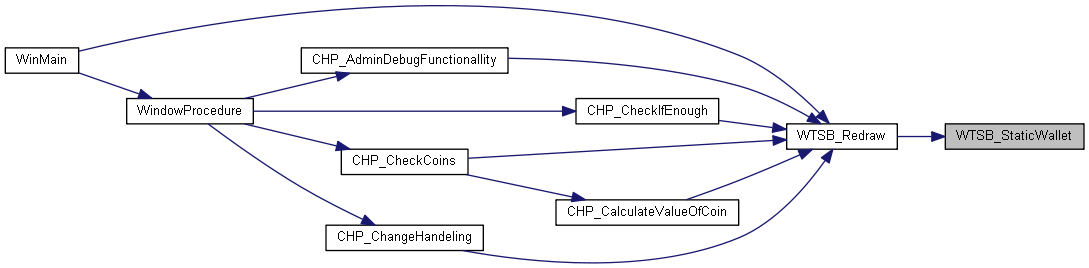 WinMain
CHP_AdminDebugFunctionallity
WindowProcedure
CHP_CheckIfEnough
WTSB_Redraw
WTSB_StaticWallet
CHP_CheckCoins
CHP_CalculateValueOfCoin
CHP_ChangeHandeling